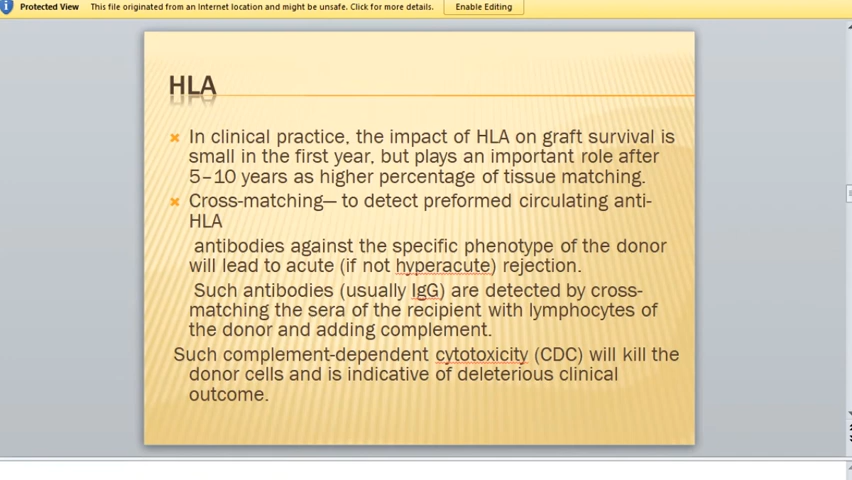 Protected View This file originated from an Internet location and might be unsafe. Click for more details. Enable Editing
HLA
In clinical practice, the impact of HLA on graft survival is
small in the first year, but plays an important role after
5–10 years as higher percentage of tissue matching.
Cross-matching— to detect preformed circulating anti-
HLA
antibodies against the specific phenotype of the donor
will lead to acute (if not hyperacute) rejection.
Such antibodies (usually IgG) are detected by cross-
matching the sera of the recipient with lymphocytes of
the donor and adding complement.
Such complement-dependent cytotoxicity (CDC) will kill the
donor cells and is indicative of deleterious clinical
outcome.